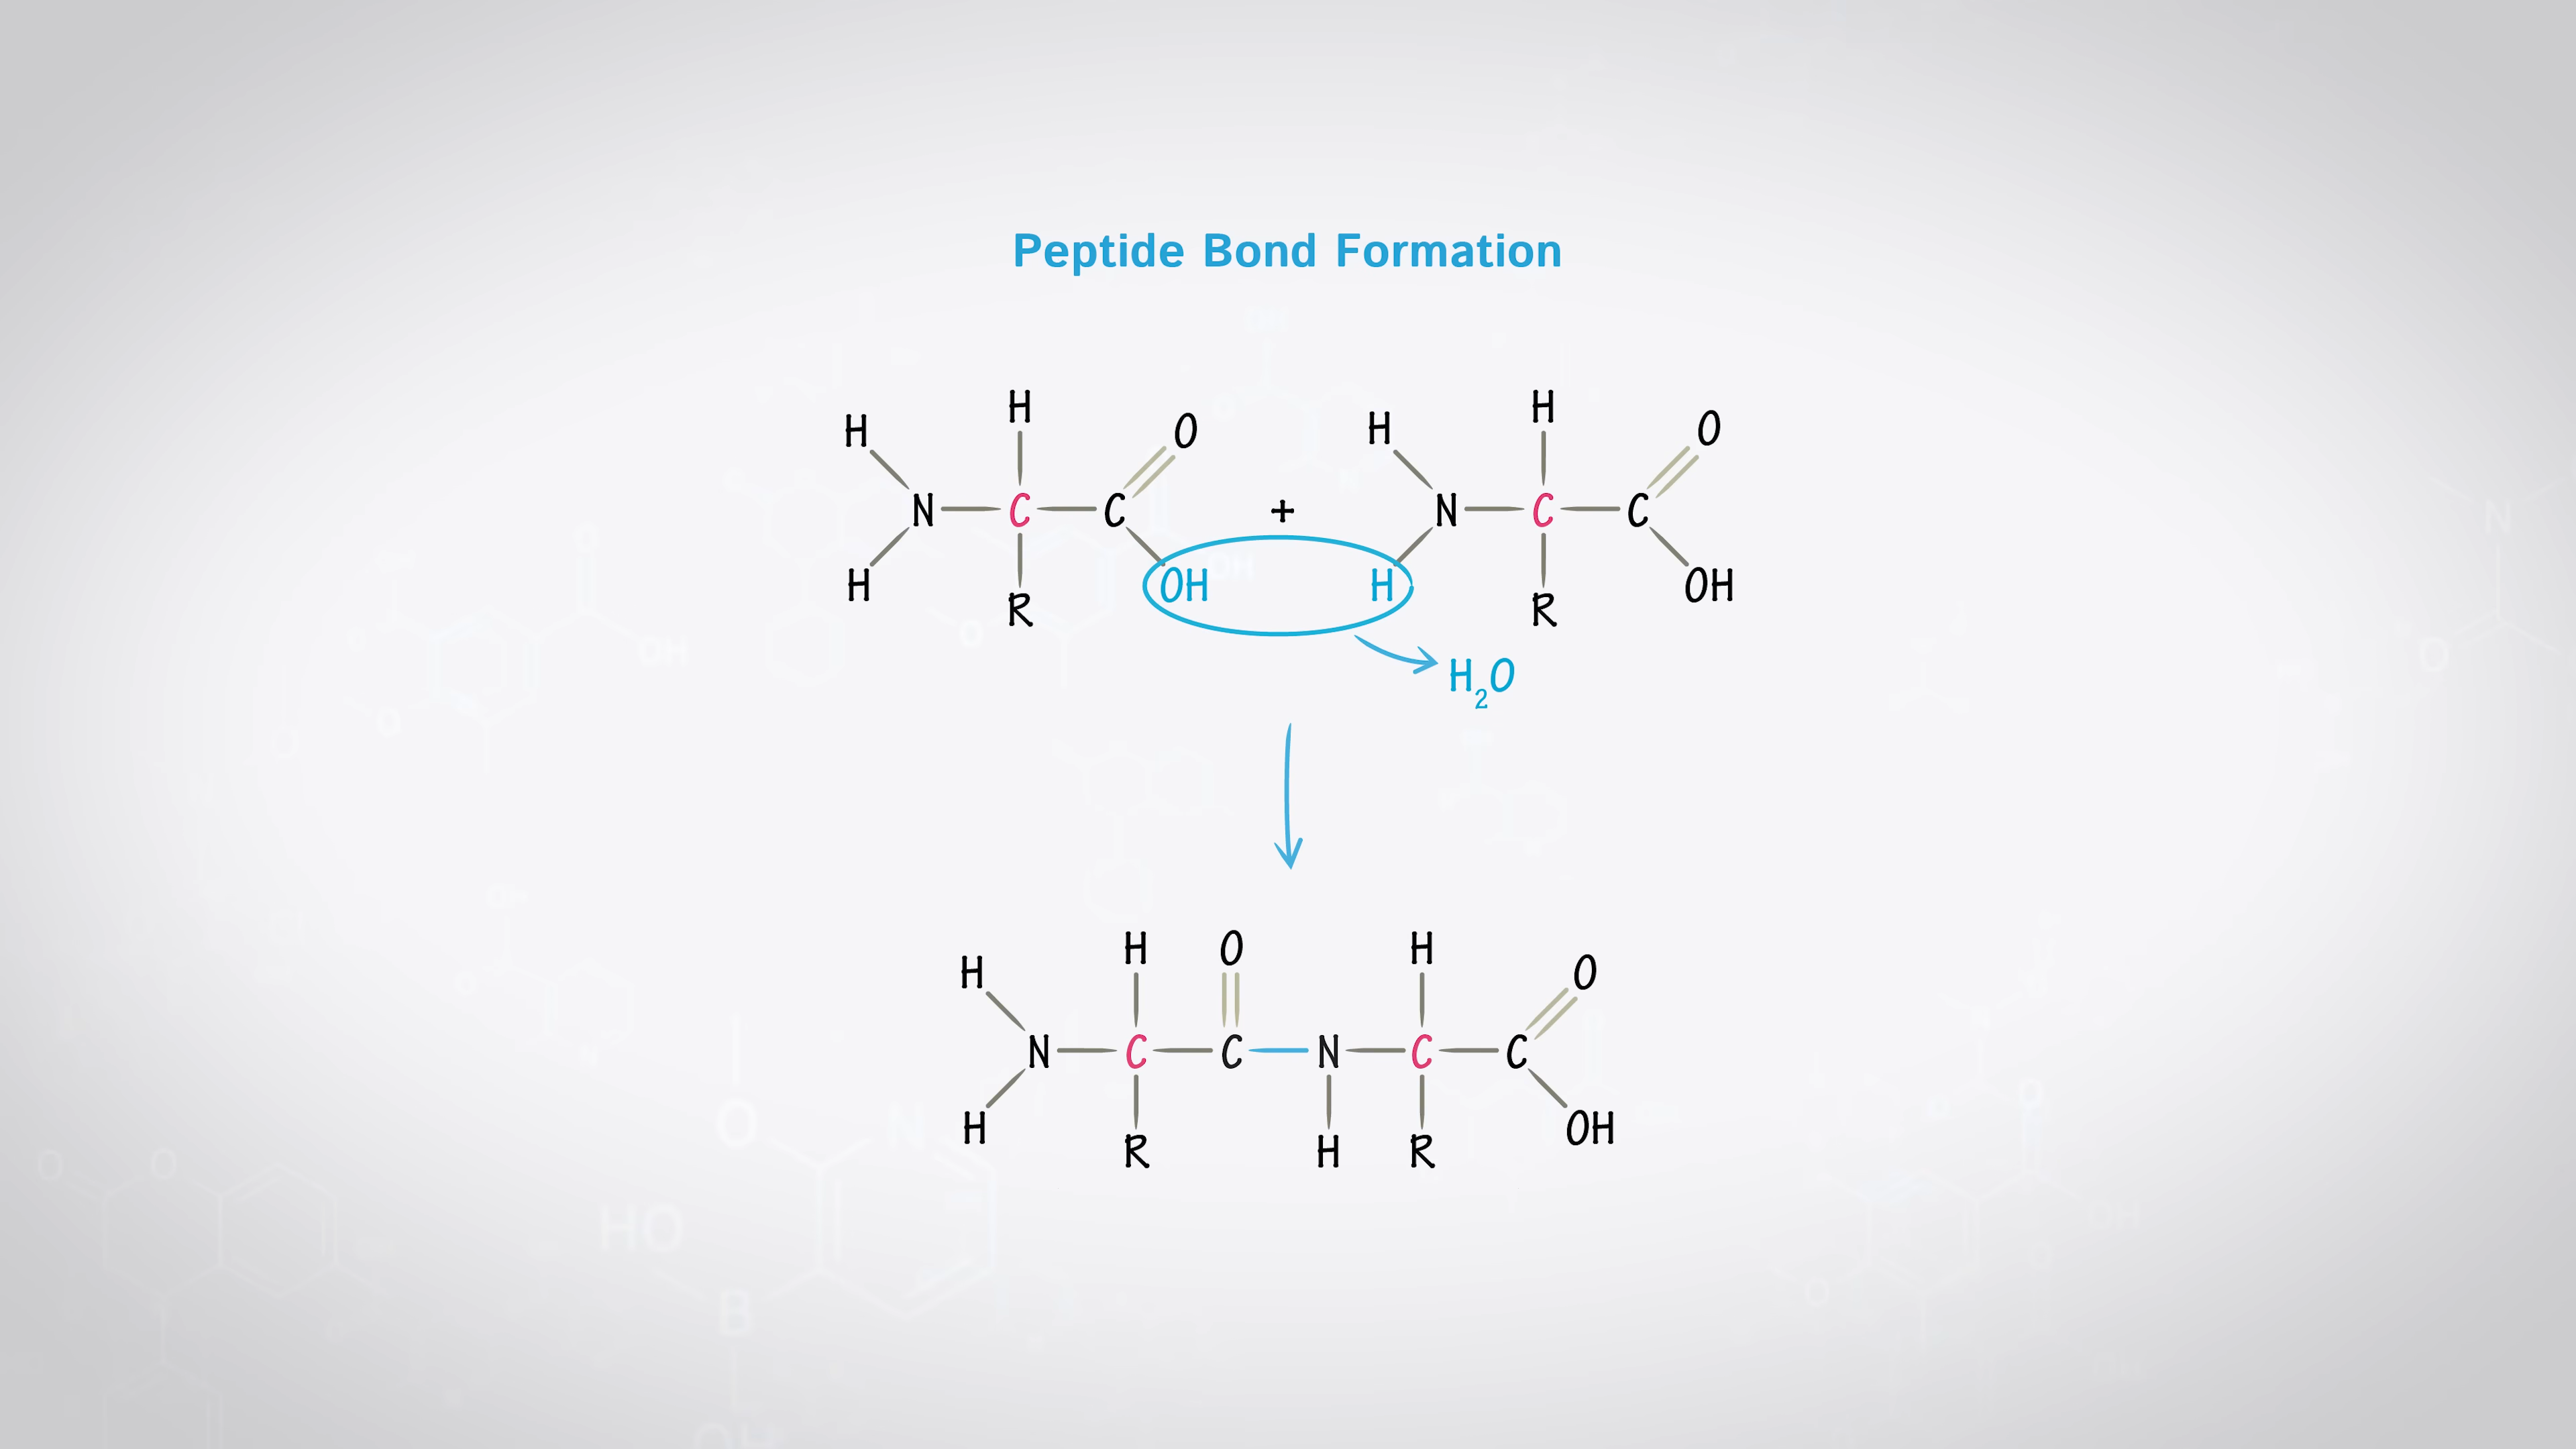 Peptide Bond Formation
H H O H H O
N C C + N C C
H R OH H R OH
H₂O
H H O H O
N C C N C C
H R H R OH